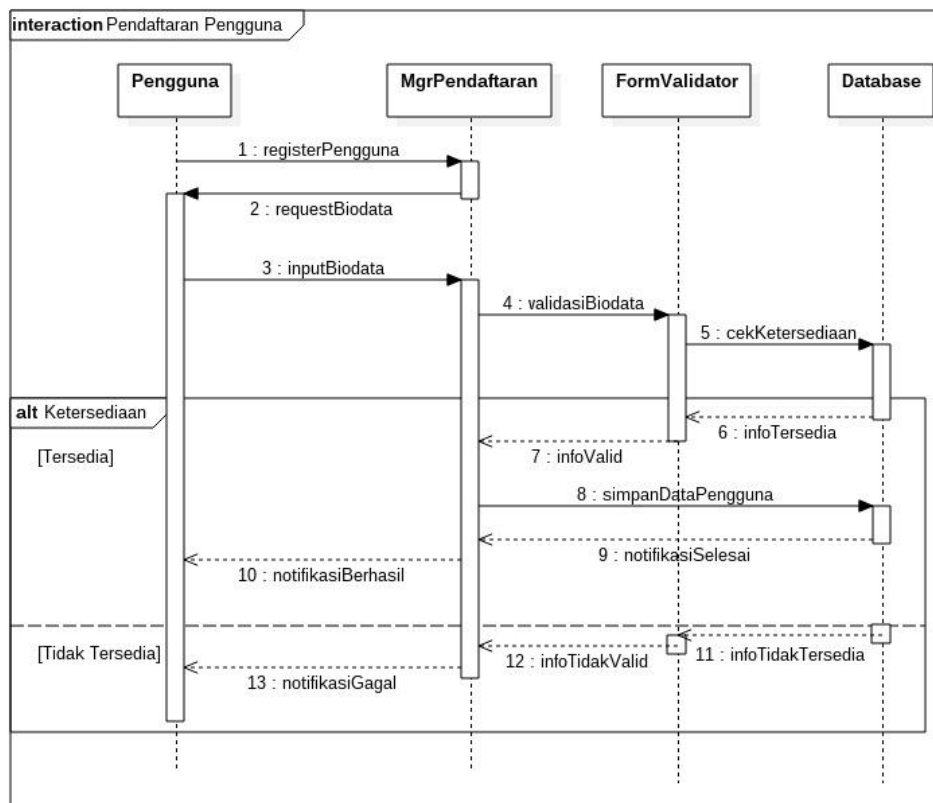 interaction Pendaftaran Pengguna
Pengguna
MgrPendaftaran
FormValidator
Database
1 : registerPengguna
2 : requestBiodata
3 : inputBiodata
4 : validasiBiodata
5 : cekKetersediaan
alt Ketersediaan
6 : infoTersedia
7 : infoValid
[Tersedia]
8 : simpanDataPengguna
9 : notifikasiSelesai
10 : notifikasiBerhasil
[Tidak Tersedia]
11 : infoTidakTersedia
12 : infoTidakValid
13 : notifikasiGagal